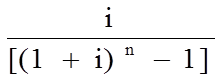 i
[(1 + i) ⁿ − 1]